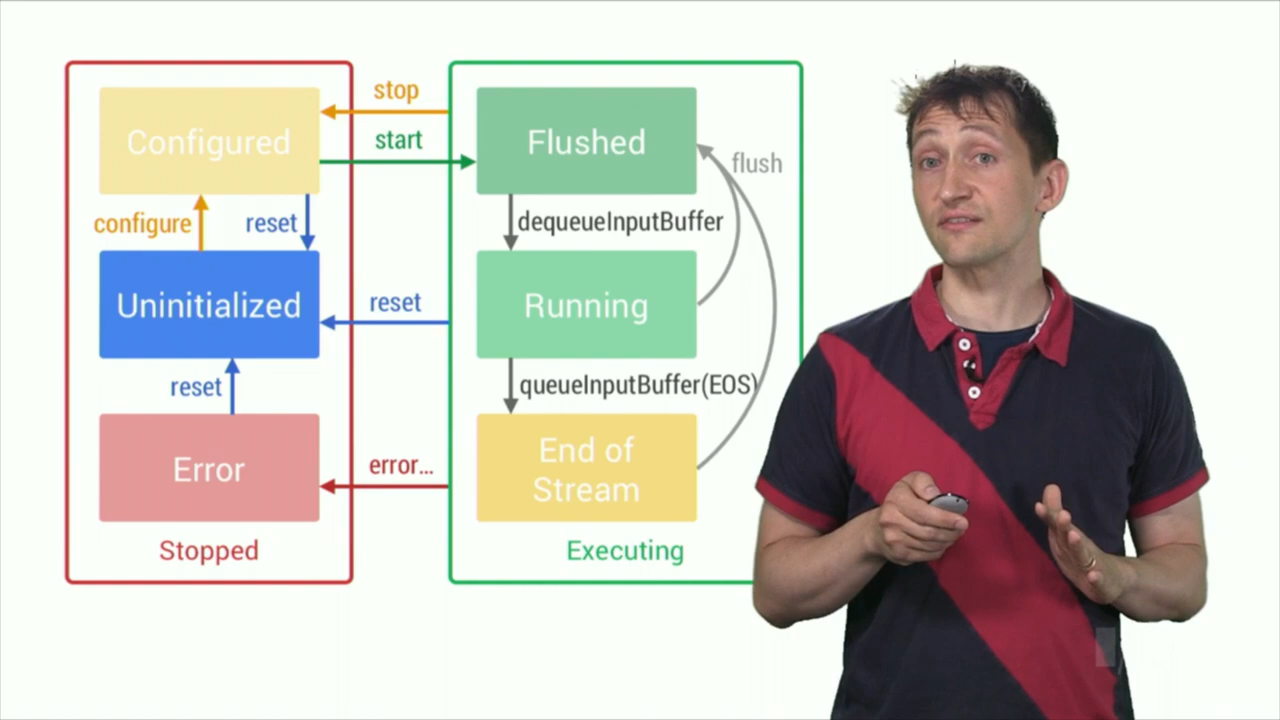 stop
Configured
start
Flushed
flush
configure
reset
dequeueInputBuffer
Uninitialized
reset
Running
reset
queueInputBuffer(EOS)
Error
error...
End of
Stream
Stopped
Executing